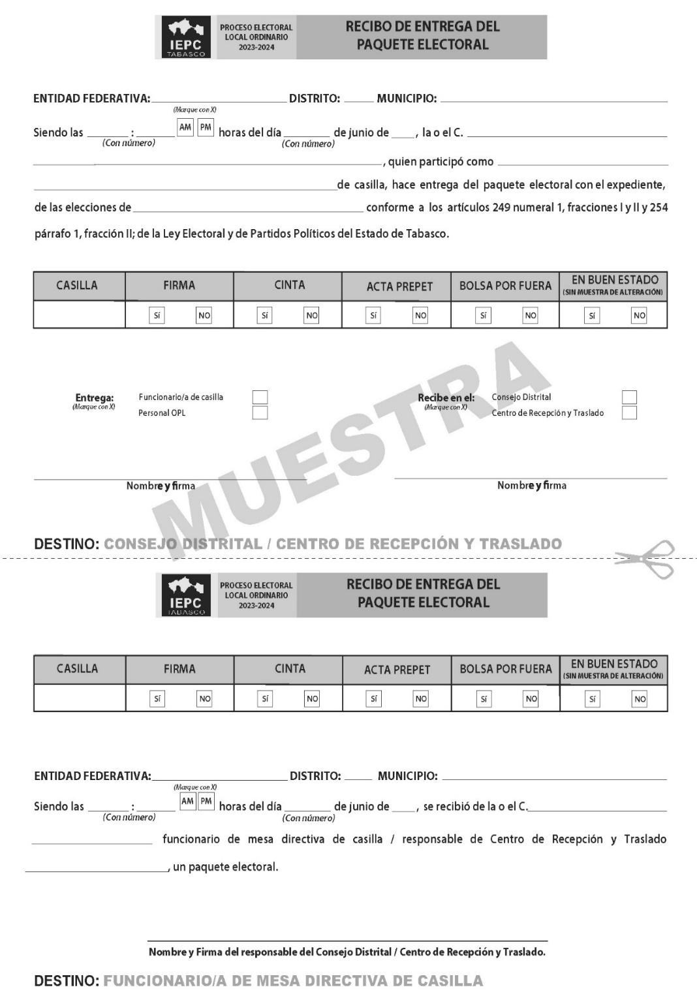 IEPC
TABASCO
PROCESO ELECTORAL
LOCAL ORDINARIO
2023-2024
RECIBO DE ENTREGA DEL
PAQUETE ELECTORAL
ENTIDAD FEDERATIVA: DISTRITO: MUNICIPIO:
(Marque con X)
Siendo las : AM PM horas del día de junio de , la o el C.
(Con número) (Con número)
, quien participó como
de casilla, hace entrega del paquete electoral con el expediente,
de las elecciones de conforme a los artículos 249 numeral 1, fracciones I y II y 254
párrafo 1, fracción II; de la Ley Electoral y de Partidos Políticos del Estado de Tabasco.
CASILLA FIRMA CINTA ACTA PREPET BOLSA POR FUERA EN BUEN ESTADO
(SIN MUESTRA DE ALTERACIÓN)
Sí NO Sí NO Sí NO Sí NO Sí NO
MUESTRA
Entrega: Funcionario/a de casilla Recibe en el: Consejo Distrital
(Marque con X) (Marque con X)
Personal OPL Centro de Recepción y Traslado
Nombre y firma Nombre y firma
DESTINO: CONSEJO DISTRITAL / CENTRO DE RECEPCIÓN Y TRASLADO
IEPC
TABASCO
PROCESO ELECTORAL
LOCAL ORDINARIO
2023-2024
RECIBO DE ENTREGA DEL
PAQUETE ELECTORAL
CASILLA FIRMA CINTA ACTA PREPET BOLSA POR FUERA EN BUEN ESTADO
(SIN MUESTRA DE ALTERACIÓN)
Sí NO Sí NO Sí NO Sí NO Sí NO
ENTIDAD FEDERATIVA: DISTRITO: MUNICIPIO:
(Marque con X)
Siendo las : AM PM horas del día de junio de , se recibió de la o el C.
(Con número) (Con número)
funcionario de mesa directiva de casilla / responsable de Centro de Recepción y Traslado
, un paquete electoral.
Nombre y Firma del responsable del Consejo Distrital / Centro de Recepción y Traslado.
DESTINO: FUNCIONARIO/A DE MESA DIRECTIVA DE CASILLA